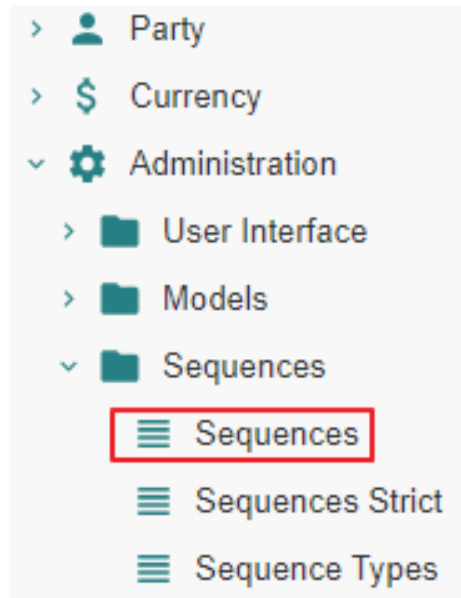 Party
$ Currency
Administration
User Interface
Models
Sequences
Sequences
Sequences Strict
Sequence Types